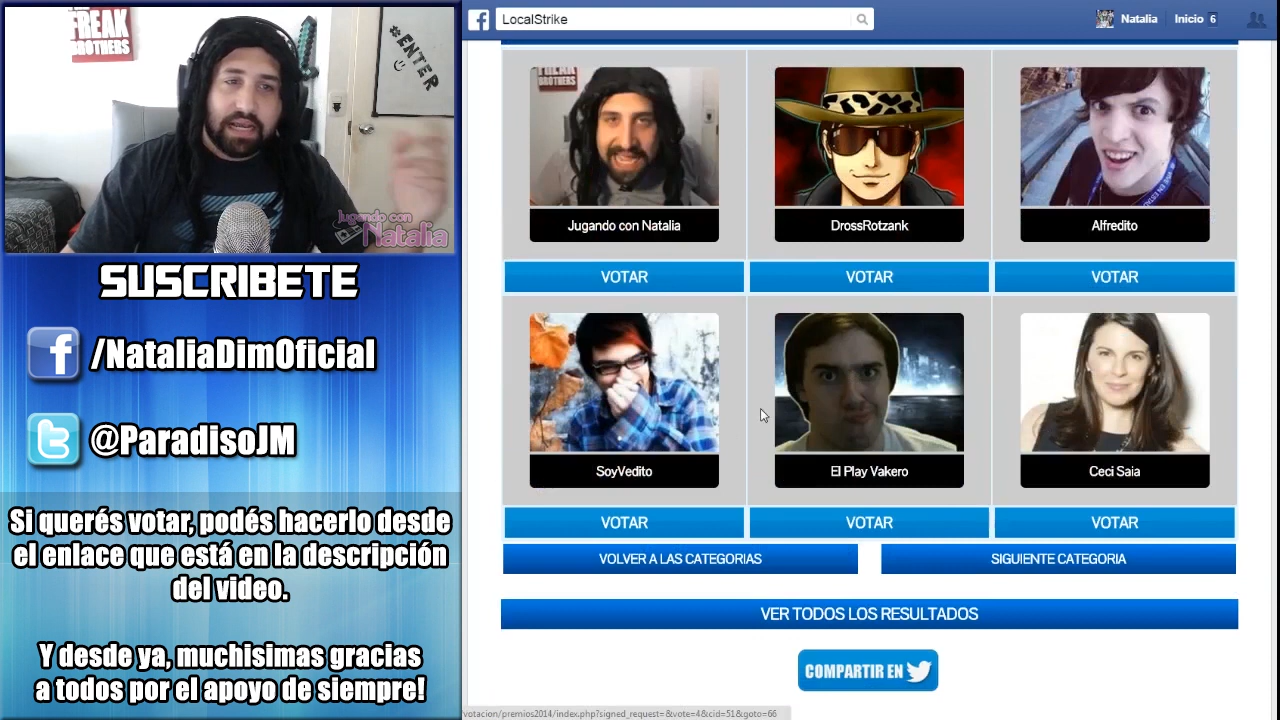 FREAK
BROTHERS
#ENTER
Jugando con
Natalia
SUSCRIBETE
/NataliaDimOficial
@ParadisoJM
Si querés votar, podés hacerlo desde
el enlace que está en la descripción
del video.
Y desde ya, muchisimas gracias
a todos por el apoyo de siempre!
LocalStrike
Natalia
Inicio 6
FREAK
BROTHERS
Jugando con Natalia
DrossRotzank
Alfredito
VOTAR
VOTAR
VOTAR
SoyVedito
El Play Vakero
Ceci Saia
VOTAR
VOTAR
VOTAR
VOLVER A LAS CATEGORIAS
SIGUIENTE CATEGORIA
VER TODOS LOS RESULTADOS
COMPARTIR EN
/votacion/premios2014/index.php?signed_request=&vote=4&cid=51&goto=66